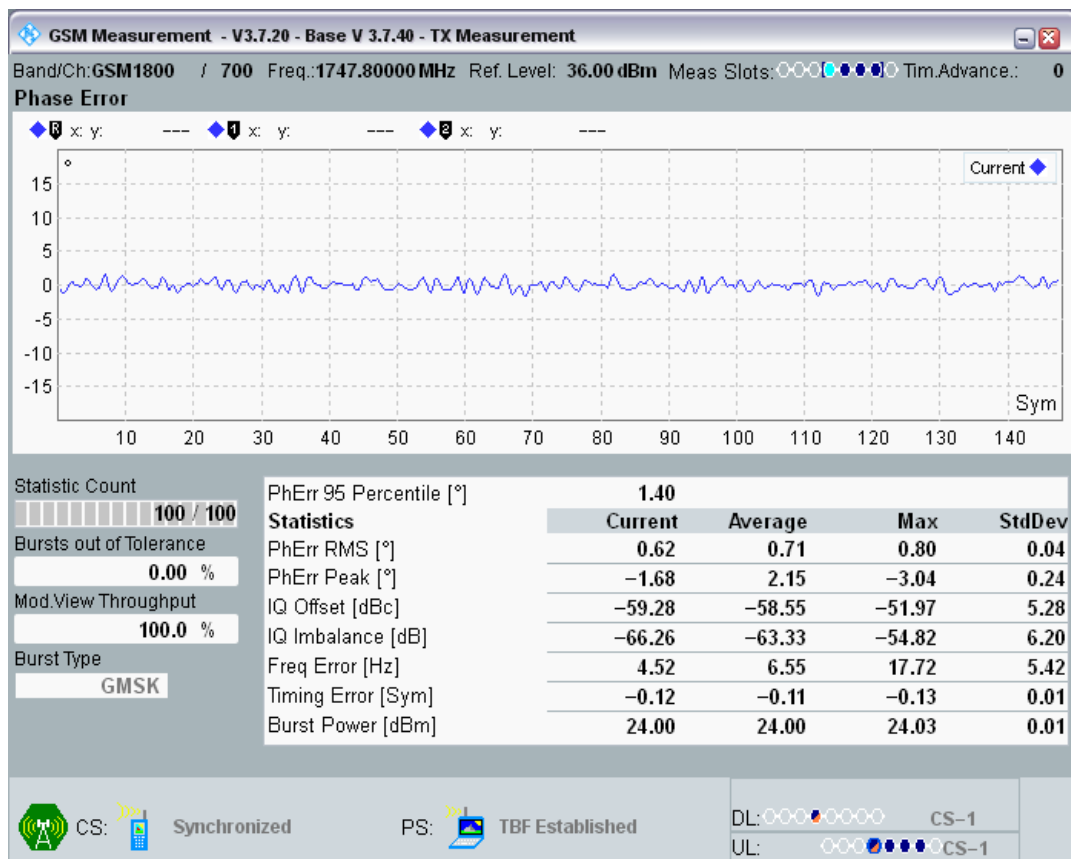 GSM Measurement - V3.7.20 - Base V 3.7.40 - TX Measurement
Band/Ch:GSM1800 / 700 Freq.:1747.80000 MHz Ref. Level: 36.00 dBm Meas Slots: Tim.Advance.: 0
Phase Error
R x: y: --- 1 x: y: --- 2 x: y: ---
°
Current
15
10
5
0
-5
-10
-15
Sym
10 20 30 40 50 60 70 80 90 100 110 120 130 140
Statistic Count
100 / 100
Bursts out of Tolerance
0.00 %
Mod.View Throughput
100.0 %
Burst Type
GMSK
PhErr 95 Percentile [°] 1.40
Statistics Current Average Max StdDev
PhErr RMS [°] 0.62 0.71 0.80 0.04
PhErr Peak [°] −1.68 2.15 −3.04 0.24
IQ Offset [dBc] −59.28 −58.55 −51.97 5.28
IQ Imbalance [dB] −66.26 −63.33 −54.82 6.20
Freq Error [Hz] 4.52 6.55 17.72 5.42
Timing Error [Sym] −0.12 −0.11 −0.13 0.01
Burst Power [dBm] 24.00 24.00 24.03 0.01
CS: Synchronized PS: TBF Established
DL: CS−1
UL: CS−1